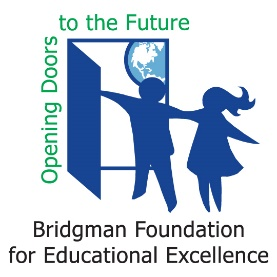 Opening Doors
to the Future
Bridgman Foundation
for Educational Excellence